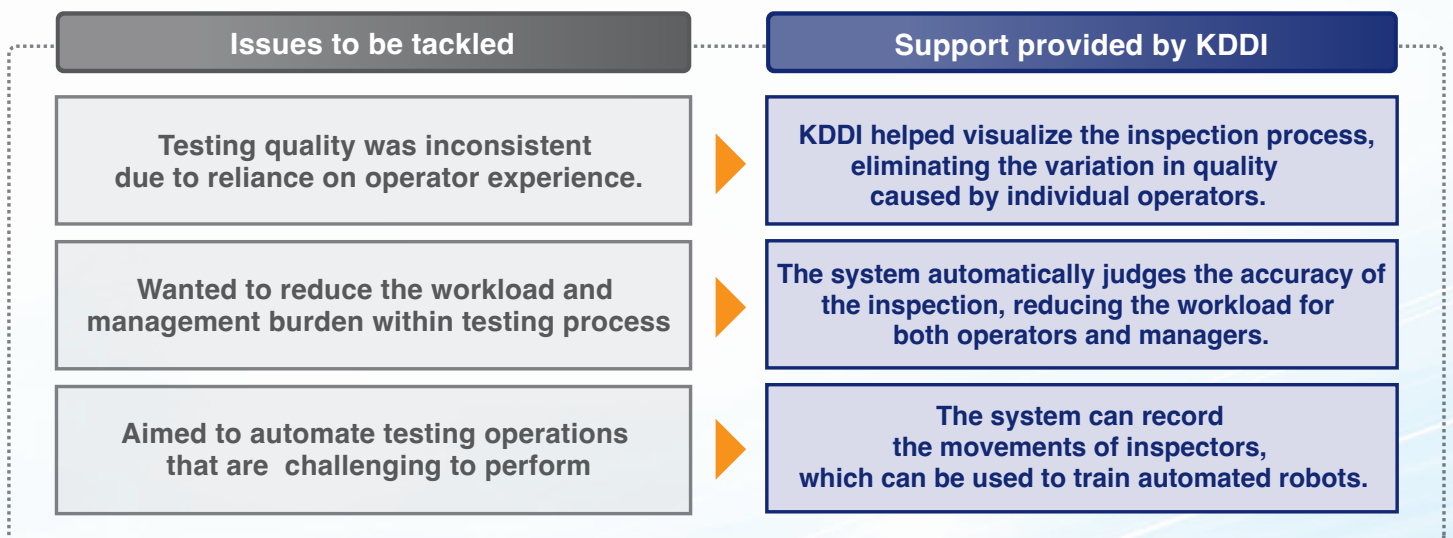 Issues to be tackled
Support provided by KDDI
Testing quality was inconsistent
due to reliance on operator experience.
KDDI helped visualize the inspection process,
eliminating the variation in quality
caused by individual operators.
Wanted to reduce the workload and
management burden within testing process
The system automatically judges the accuracy of
the inspection, reducing the workload for
both operators and managers.
Aimed to automate testing operations
that are  challenging to perform
The system can record
the movements of inspectors,
which can be used to train automated robots.